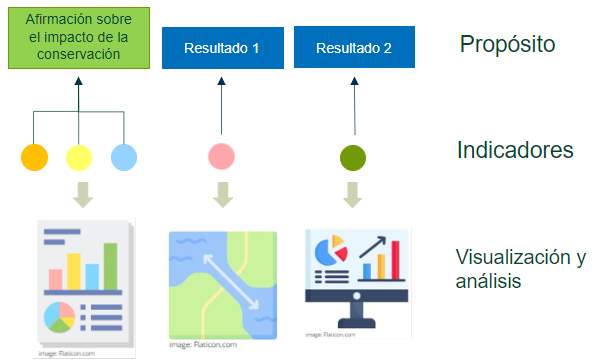 Afirmación sobre
el impacto de la
conservación
Resultado 1
Resultado 2
Propósito
Indicadores
Visualización y
análisis
image: Flaticon.com
image: Flaticon.com
image: Flaticon.com